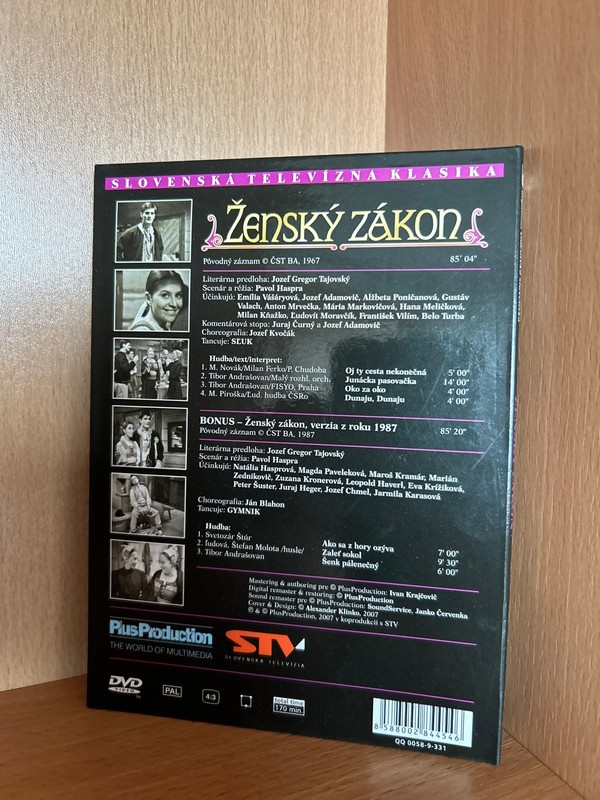 SLOVENSKÁ TELEVÍZNA KLASIKA
ŽENSKÝ ZÁKON
Pôvodný záznam © ČST BA, 1967 85' 04"
Literárna predloha: Jozef Gregor Tajovský
Scenár a réžia: Pavol Haspra
Účinkujú: Emília Vášáryová, Jozef Adamovič, Alžbeta Poničanová, Gustáv
Valach, Anton Mrvečka, Mária Markovičová, Hana Meličková,
Milan Kňažko, Ľudovít Moravčík, František Vilím, Belo Turba
Komentárová stopa: Juraj Čurný a Jozef Adamovič
Choreografia: Jozef Kvočák
Tancuje: SĽUK
Hudba/text/interpret:
1. M. Novák/Milan Ferko/P. Chudoba Oj ty cesta nekonečná 5' 00"
2. Tibor Andrašovan/Malý rozhl. orch. Junácka pasovačka 14' 00"
3. Tibor Andrašovan/FISYO, Praha Oko za oko 4' 00"
4. M. Piroška/Ľud. hudba ČSRo Dunaju, Dunaju 4' 00"
BONUS – Ženský zákon, verzia z roku 1987
Pôvodný záznam © ČST BA, 1987 85' 20"
Literárna predloha: Jozef Gregor Tajovský
Scenár a réžia: Pavol Haspra
Účinkujú: Natália Hasprová, Magda Paveleková, Maroš Kramár, Marián
Zednikovič, Zuzana Kronerová, Leopold Haverl, Eva Krížiková,
Peter Šuster, Juraj Heger, Jozef Chmel, Jarmila Karasová
Choreografia: Ján Blahon
Tancuje: GYMNIK
Hudba:
1. Svetozár Štúr Ako sa z hory ozýva 7' 00"
2. ľudová, Štefan Molota /husle/ Zaleť sokol 9' 30"
3. Tibor Andrašovan Šenk pálenečný 6' 00"
Mastering & authoring pre © PlusProduction: Ivan Krajčovič
Digital remaster & restoring: © PlusProduction
Sound remaster pre © PlusProduction: SoundService, Janko Červenka
Cover & Design: © Alexander Klinko, 2007
℗ & © PlusProduction, 2007 v koprodukcii s STV
PlusProduction
THE WORLD OF MULTIMEDIA
STV
SLOVENSKÁ TELEVÍZIA
DVD
VIDEO
TM
PAL
4:3
total time
170 min.
8 588002 844546
QQ 0058-9-331